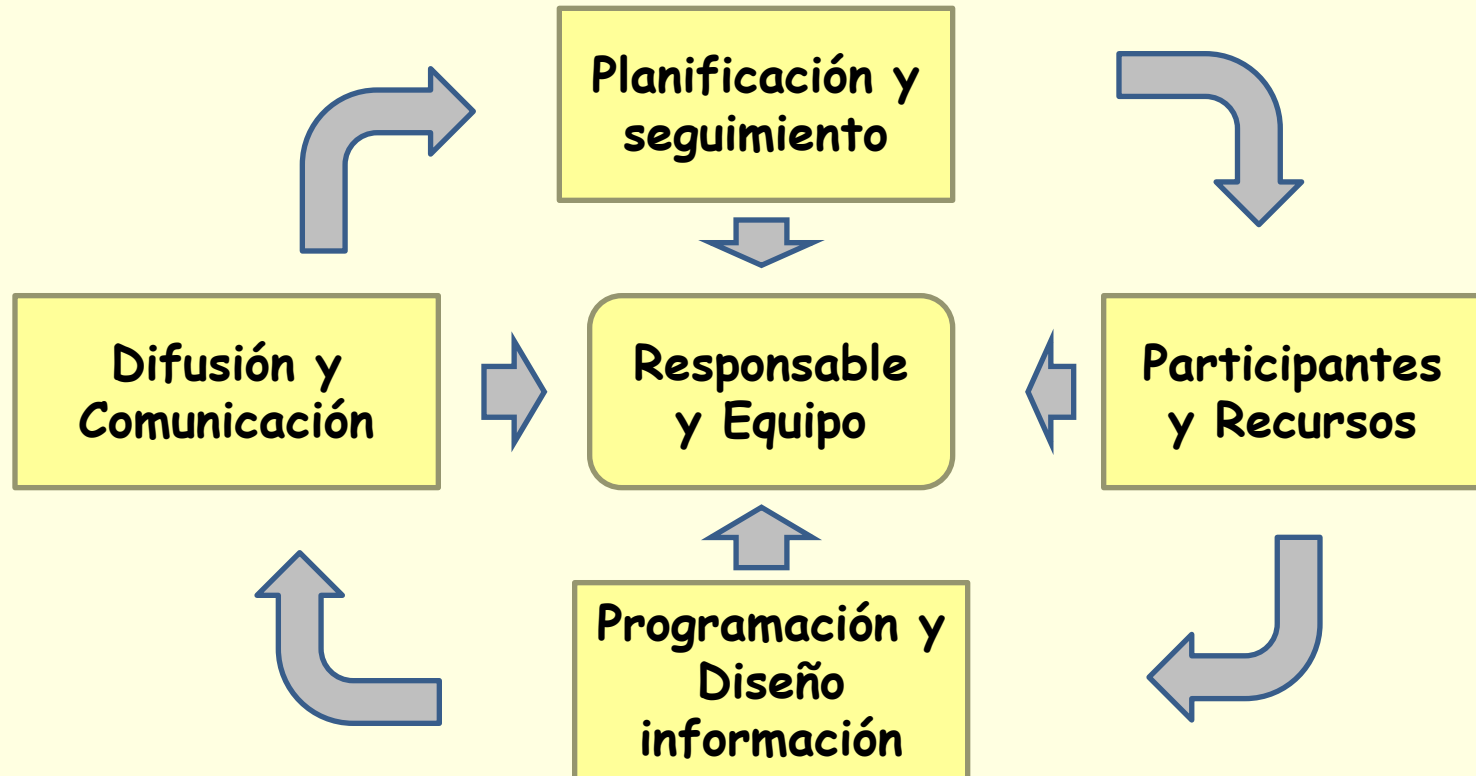 Planificación y
seguimiento
Difusión y
Comunicación
Responsable
y Equipo
Participantes
y Recursos
Programación y
Diseño
información